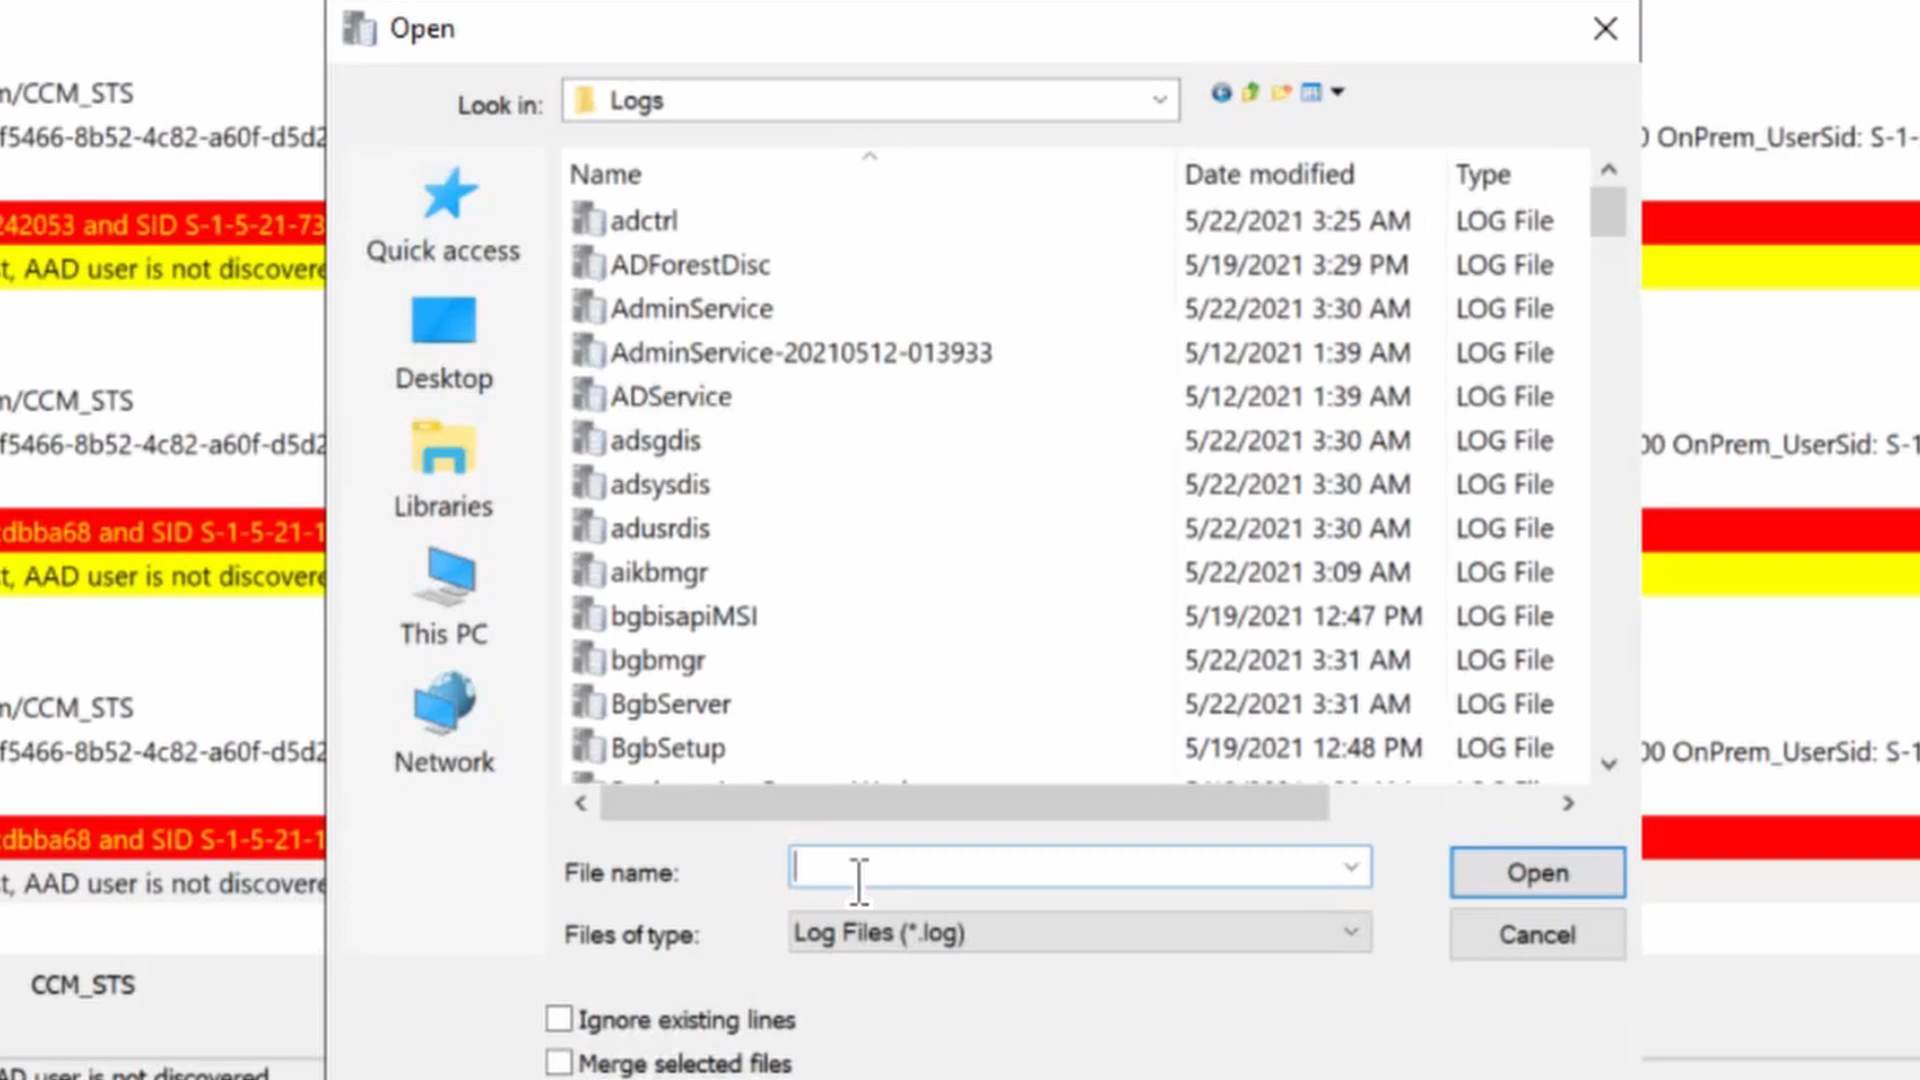 Open
n/CCM_STS
Look in: Logs
f5466-8b52-4c82-a60f-d5d2
OnPrem_UserSid: S-1-
Name Date modified Type
242053 and SID S-1-5-21-73
t, AAD user is not discovere
Quick access
Desktop
Libraries
This PC
Network
adctrl 5/22/2021 3:25 AM LOG File
ADForestDisc 5/19/2021 3:29 PM LOG File
AdminService 5/22/2021 3:30 AM LOG File
AdminService-20210512-013933 5/12/2021 1:39 AM LOG File
ADService 5/12/2021 1:39 AM LOG File
adsgdis 5/22/2021 3:30 AM LOG File
adsysdis 5/22/2021 3:30 AM LOG File
adusrdis 5/22/2021 3:30 AM LOG File
aikbmgr 5/22/2021 3:09 AM LOG File
bgbisapiMSI 5/19/2021 12:47 PM LOG File
bgbmgr 5/22/2021 3:31 AM LOG File
BgbServer 5/22/2021 3:31 AM LOG File
BgbSetup 5/19/2021 12:48 PM LOG File
n/CCM_STS
f5466-8b52-4c82-a60f-d5d2
00 OnPrem_UserSid: S-1
dbba68 and SID S-1-5-21-1
t, AAD user is not discovere
n/CCM_STS
f5466-8b52-4c82-a60f-d5d2
00 OnPrem_UserSid: S-1
dbba68 and SID S-1-5-21-1
t, AAD user is not discovere
File name:
Open
Files of type: Log Files (*.log)
Cancel
CCM_STS
Ignore existing lines
Merge selected files
AD user is not discovered